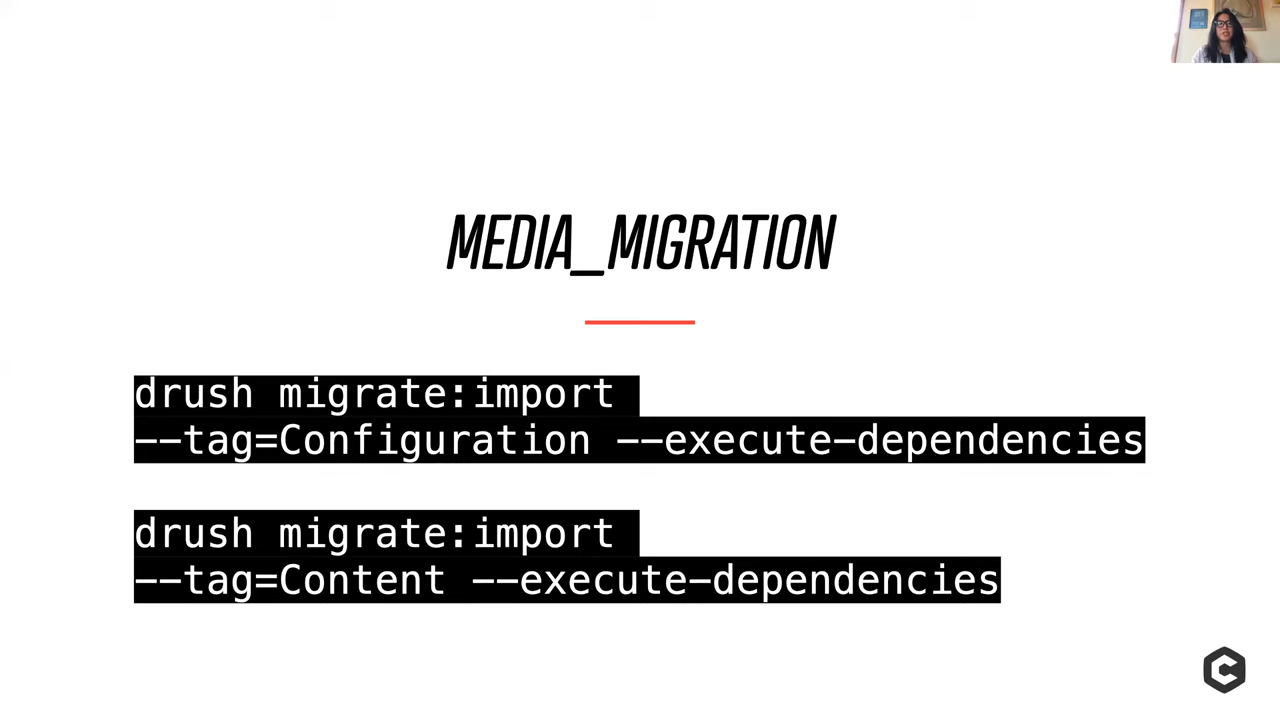 MEDIA_MIGRATION
drush migrate:import
--tag=Configuration --execute-dependencies
drush migrate:import
--tag=Content --execute-dependencies